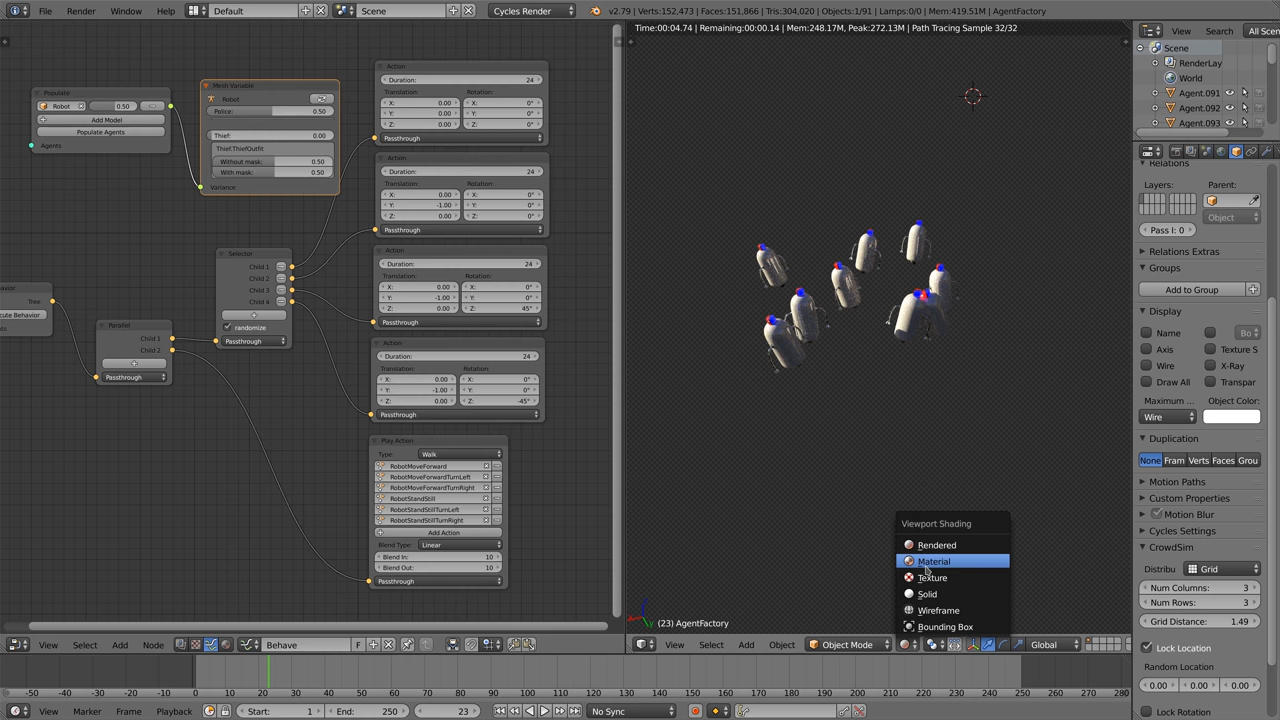 File Render Window Help Default Scene Cycles Render v2.79 | Verts:152,473 | Faces:151,866 | Tris:304,020 | Objects:1/91 | Lamps:0/0 | Mem:419.51M | AgentFactory
Time:00:04.74 | Remaining:00:00.14 | Mem:248.17M, Peak:272.13M | Path Tracing Sample 32/32
View Search All Scen
Scene
RenderLay
World
Agent.091
Agent.092
Agent.093
Populate
Robot 0.50
Add Model
Populate Agents
Agents
Mesh Variable
Robot
Police: 0.50
Thief: 0.00
Thief.ThiefOutfit
Without mask: 0.50
With mask: 0.50
Variance
Action
Duration: 24
Translation: Rotation:
X: 0.00 X: 0°
Y: 0.00 Y: 0°
Z: 0.00 Z: 0°
Passthrough
Action
Duration: 24
Translation: Rotation:
X: 0.00 X: 0°
Y: -1.00 Y: 0°
Z: 0.00 Z: 0°
Passthrough
Action
Duration: 24
Translation: Rotation:
X: 0.00 X: 0°
Y: -1.00 Y: 0°
Z: 0.00 Z: 45°
Passthrough
Action
Duration: 24
Translation: Rotation:
X: 0.00 X: 0°
Y: -1.00 Y: 0°
Z: 0.00 Z: -45°
Passthrough
Selector
Child 1
Child 2
Child 3
Child 4
randomize
Passthrough
avior
Tree
cute Behavior
nts
Parallel
Child 1
Child 2
Passthrough
Play Action
Type: Walk
RobotMoveForward
RobotMoveForwardTurnLeft
RobotMoveForwardTurnRight
RobotStandStill
RobotStandStillTurnLeft
RobotStandStillTurnRight
Add Action
Blend Type: Linear
Blend In: 10
Blend Out: 10
Passthrough
Viewport Shading
Rendered
Material
Texture
Solid
Wireframe
Bounding Box
(23) AgentFactory
Relations
Layers: Parent:
Object
Pass I: 0
Relations Extras
Groups
Add to Group
Display
Name Bo
Axis Texture S
Wire X-Ray
Draw All Transpar
Maximum ... Object Color:
Wire
Duplication
None Fram Verts Faces Grou
Motion Paths
Custom Properties
Motion Blur
Cycles Settings
CrowdSim
Distribu Grid
Num Columns: 3
Num Rows: 3
Grid Distance: 1.49
Lock Location
Random Location
0.00 0.00 0.00
Lock Rotation
View Select Add Node Behave F
View Select Add Object Object Mode Global
-50 -40 -30 -20 -10 0 10 20 30 40 50 60 70 80 90 100 110 120 130 140 150 160 170 180 190 200 210 220 230 240 250 260 270 280
View Marker Frame Playback Start: 1 End: 250 23 No Sync